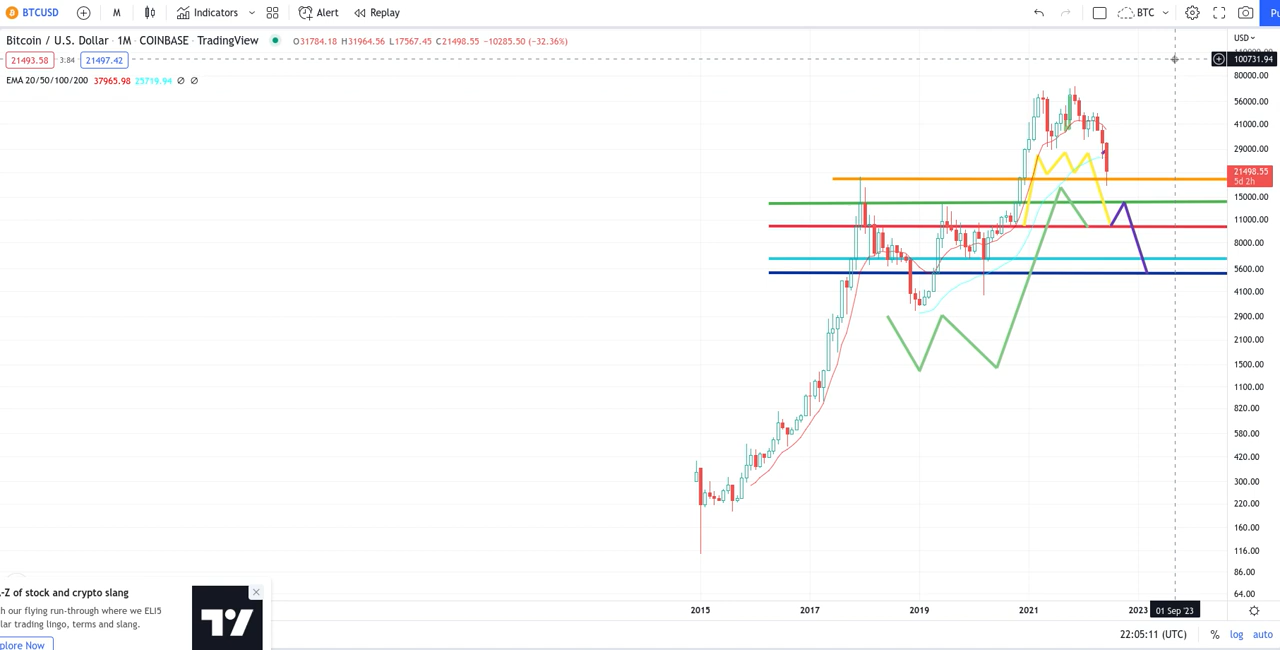 BTCUSD M Indicators Alert Replay BTC Pu
Bitcoin / U.S. Dollar · 1M · COINBASE · TradingView O31784.18 H31964.56 L17567.45 C21498.55 −10285.50 (−32.36%)
21493.58 3.84 21497.42
EMA 20/50/100/200 37965.98 25719.94 ∅ ∅
USD
100731.94
80000.00
56000.00
41000.00
29000.00
21498.55
5d 2h
15000.00
11000.00
8000.00
5600.00
4100.00
2900.00
2100.00
1500.00
1100.00
820.00
580.00
420.00
300.00
220.00
160.00
116.00
86.00
64.00
-Z of stock and crypto slang
h our flying run-through where we ELI5
lar trading lingo, terms and slang.
plore Now
2015 2017 2019 2021 2023 01 Sep '23
22:05:11 (UTC) % log auto